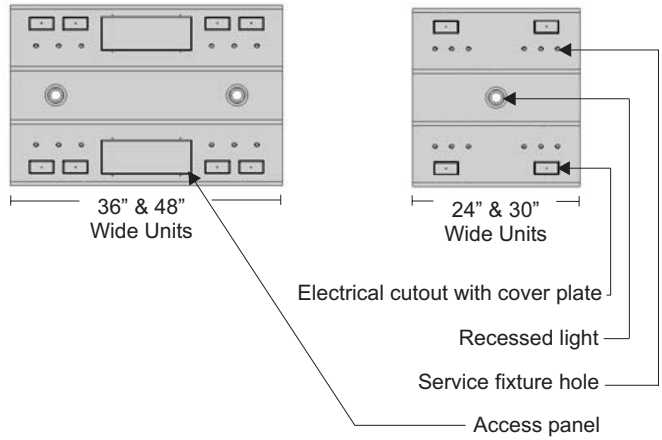 36” & 48”
Wide Units
24” & 30”
Wide Units
Electrical cutout with cover plate
Recessed light
Service fixture hole
Access panel